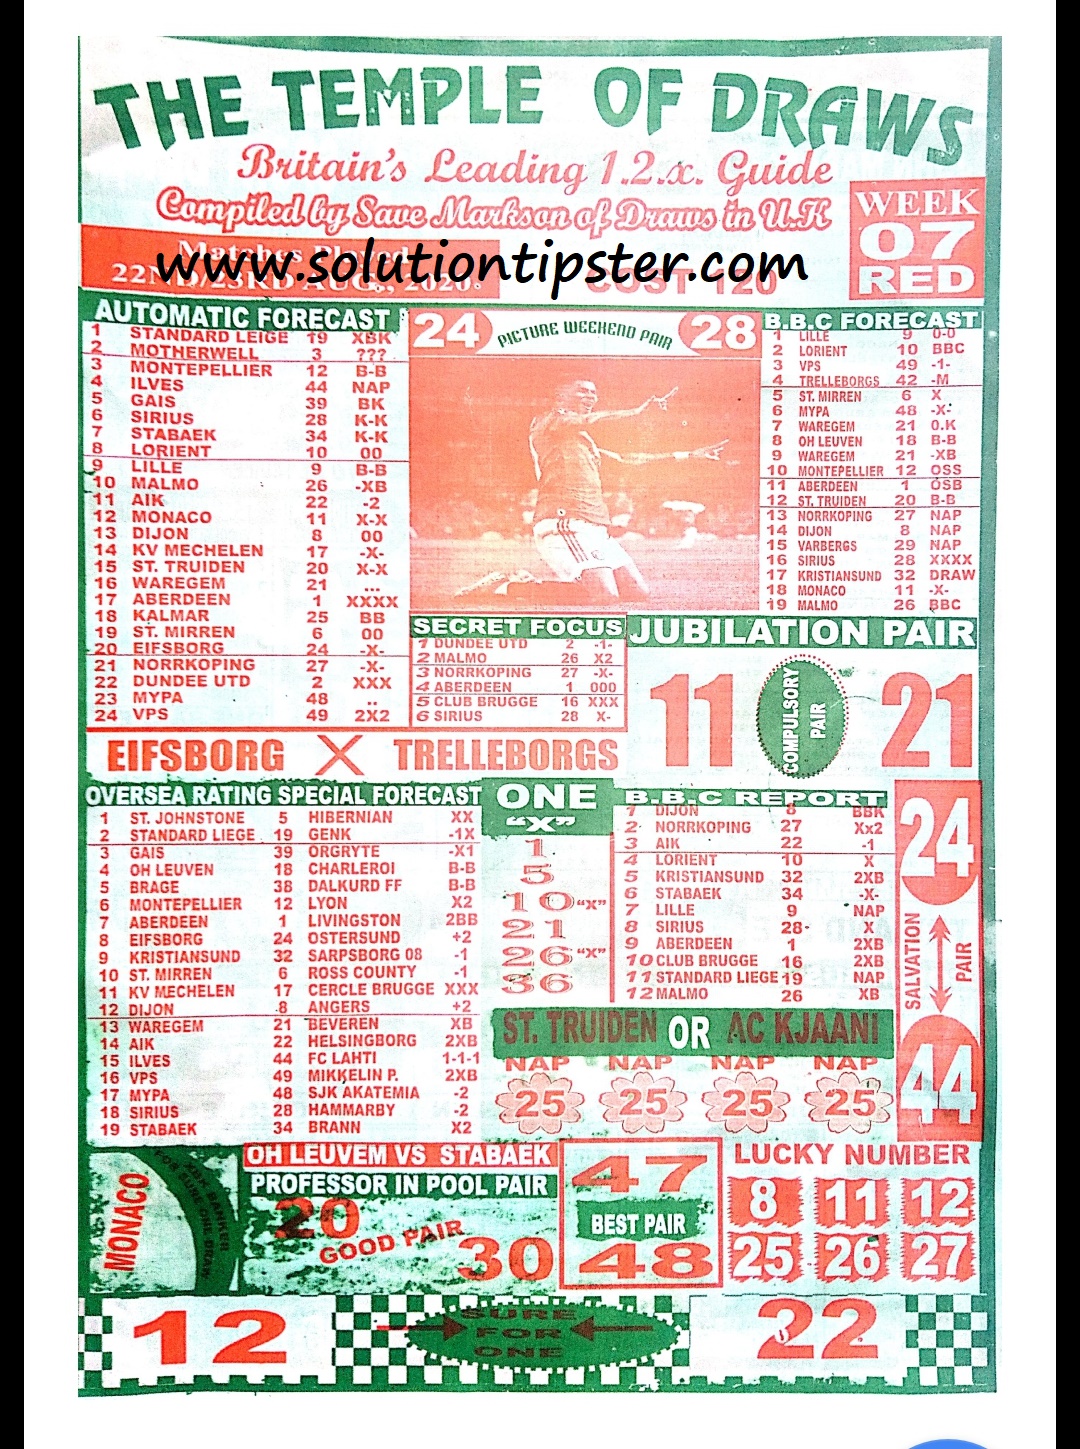 THE TEMPLE OF DRAWS
Britain's Leading 1.2.x. Guide
Compiled by Save Markson of Draws in U.K
WEEK
07
RED
Matches Played
22ND/23RD AUG., 2020
www.solutiontipster.com
COST 120
AUTOMATIC FORECAST
1 STANDARD LEIGE 19 XBK
2 MOTHERWELL 3 ???
3 MONTEPELLIER 12 B-B
4 ILVES 44 NAP
5 GAIS 39 BK
6 SIRIUS 28 K-K
7 STABAEK 34 K-K
8 LORIENT 10 00
9 LILLE 9 B-B
10 MALMO 26 -XB
11 AIK 22 -2
12 MONACO 11 X-X
13 DIJON 8 00
14 KV MECHELEN 17 -X-
15 ST. TRUIDEN 20 X-X
16 WAREGEM 21 ...
17 ABERDEEN 1 XXXX
18 KALMAR 25 BB
19 ST. MIRREN 6 00
20 EIFSBORG 24 -X-
21 NORRKOPING 27 -X-
22 DUNDEE UTD 2 XXX
23 MYPA 48 ..
24 VPS 49 2X2
24 PICTURE WEEKEND PAIR 28
B.B.C FORECAST
1 LILLE 9 0-0
2 LORIENT 10 BBC
3 VPS 49 -1-
4 TRELLEBORGS 42 -M
5 ST. MIRREN 6 X
6 MYPA 48 -X-
7 WAREGEM 21 O.K
8 OH LEUVEN 18 B-B
9 WAREGEM 21 -XB
10 MONTEPELLIER 12 OSS
11 ABERDEEN 1 OSB
12 ST. TRUIDEN 20 B-B
13 NORRKOPING 27 NAP
14 DIJON 8 NAP
15 VARBERGS 29 NAP
16 SIRIUS 28 XXXX
17 KRISTIANSUND 32 DRAW
18 MONACO 11 -X-
19 MALMO 26 BBC
SECRET FOCUS
1 DUNDEE UTD 2 -1-
2 MALMO 26 X2
3 NORRKOPING 27 -X-
4 ABERDEEN 1 000
5 CLUB BRUGGE 16 XXX
6 SIRIUS 28 X-
JUBILATION PAIR
11 COMPULSORY PAIR 21
EIFSBORG X TRELLEBORGS
OVERSEA RATING SPECIAL FORECAST
1 ST. JOHNSTONE 5 HIBERNIAN XX
2 STANDARD LIEGE 19 GENK -1X
3 GAIS 39 ORGRYTE -X1
4 OH LEUVEN 18 CHARLEROI B-B
5 BRAGE 38 DALKURD FF B-B
6 MONTEPELLIER 12 LYON X2
7 ABERDEEN 1 LIVINGSTON 2BB
8 EIFSBORG 24 OSTERSUND +2
9 KRISTIANSUND 32 SARPSBORG 08 -1
10 ST. MIRREN 6 ROSS COUNTY -1
11 KV MECHELEN 17 CERCLE BRUGGE XXX
12 DIJON 8 ANGERS +2
13 WAREGEM 21 BEVEREN XB
14 AIK 22 HELSINGBORG 2XB
15 ILVES 44 FC LAHTI 1-1-1
16 VPS 49 MIKKELIN P. 2XB
17 MYPA 48 SJK AKATEMIA -2
18 SIRIUS 28 HAMMARBY -2
19 STABAEK 34 BRANN X2
ONE
"X"
1
5
10 "X"
21
26 "X"
36
B.B.C REPORT
1 DIJON 8 BBK
2 NORRKOPING 27 Xx2
3 AIK 22 -1
4 LORIENT 10 X
5 KRISTIANSUND 32 2XB
6 STABAEK 34 -X-
7 LILLE 9 NAP
8 SIRIUS 28 X
9 ABERDEEN 1 2XB
10 CLUB BRUGGE 16 2XB
11 STANDARD LIEGE 19 NAP
12 MALMO 26 XB
24
SALVATION
PAIR
44
ST. TRUIDEN OR AC KJAANI
NAP NAP NAP NAP
25 25 25 25
MONACO
FOR SURE ONE DRAW
OH LEUVEM VS STABAEK
PROFESSOR IN POOL PAIR
20
GOOD PAIR
30
47
BEST PAIR
48
LUCKY NUMBER
8 11 12
25 26 27
12
SURE
FOR
ONE
22